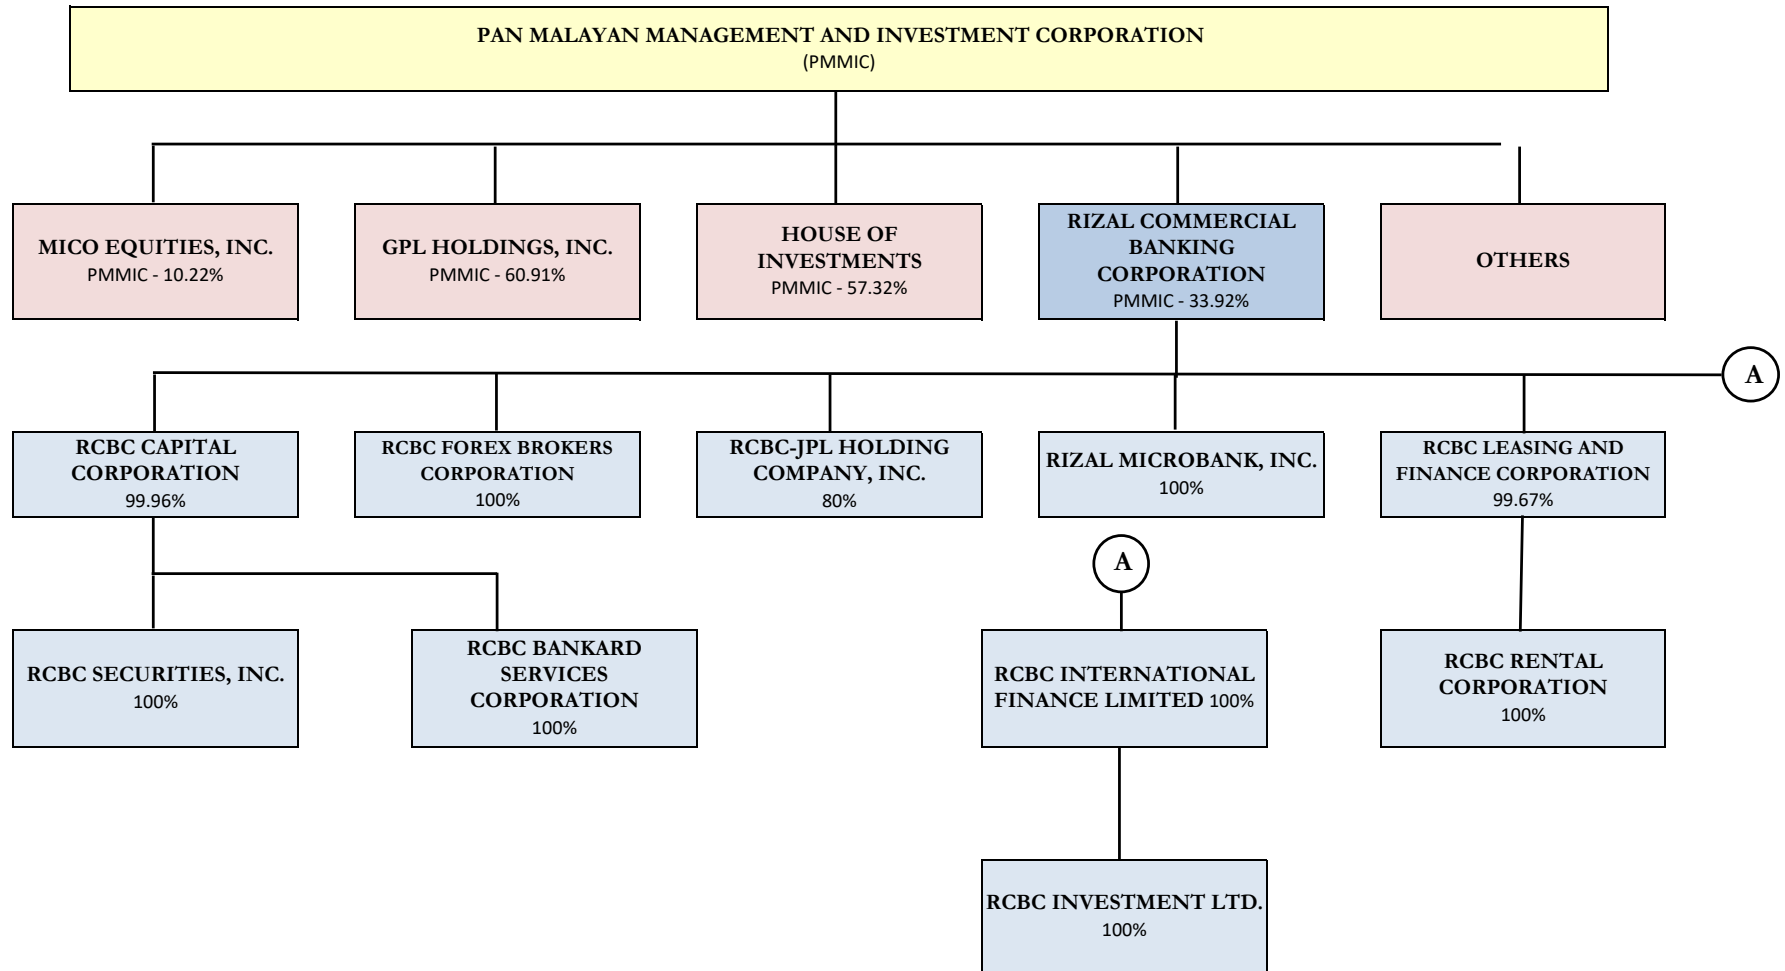 PAN MALAYAN MANAGEMENT AND INVESTMENT CORPORATION
(PMMIC)
MICO EQUITIES, INC.
PMMIC - 10.22%
GPL HOLDINGS, INC.
PMMIC - 60.91%
HOUSE OF
INVESTMENTS
PMMIC - 57.32%
RIZAL COMMERCIAL
BANKING
CORPORATION
PMMIC - 33.92%
OTHERS
A
RCBC CAPITAL
CORPORATION
99.96%
RCBC FOREX BROKERS
CORPORATION
100%
RCBC-JPL HOLDING
COMPANY, INC.
80%
RIZAL MICROBANK, INC.
100%
RCBC LEASING AND
FINANCE CORPORATION
99.67%
A
RCBC SECURITIES, INC.
100%
RCBC BANKARD
SERVICES
CORPORATION
100%
RCBC INTERNATIONAL
FINANCE LIMITED 100%
RCBC RENTAL
CORPORATION
100%
RCBC INVESTMENT LTD.
100%